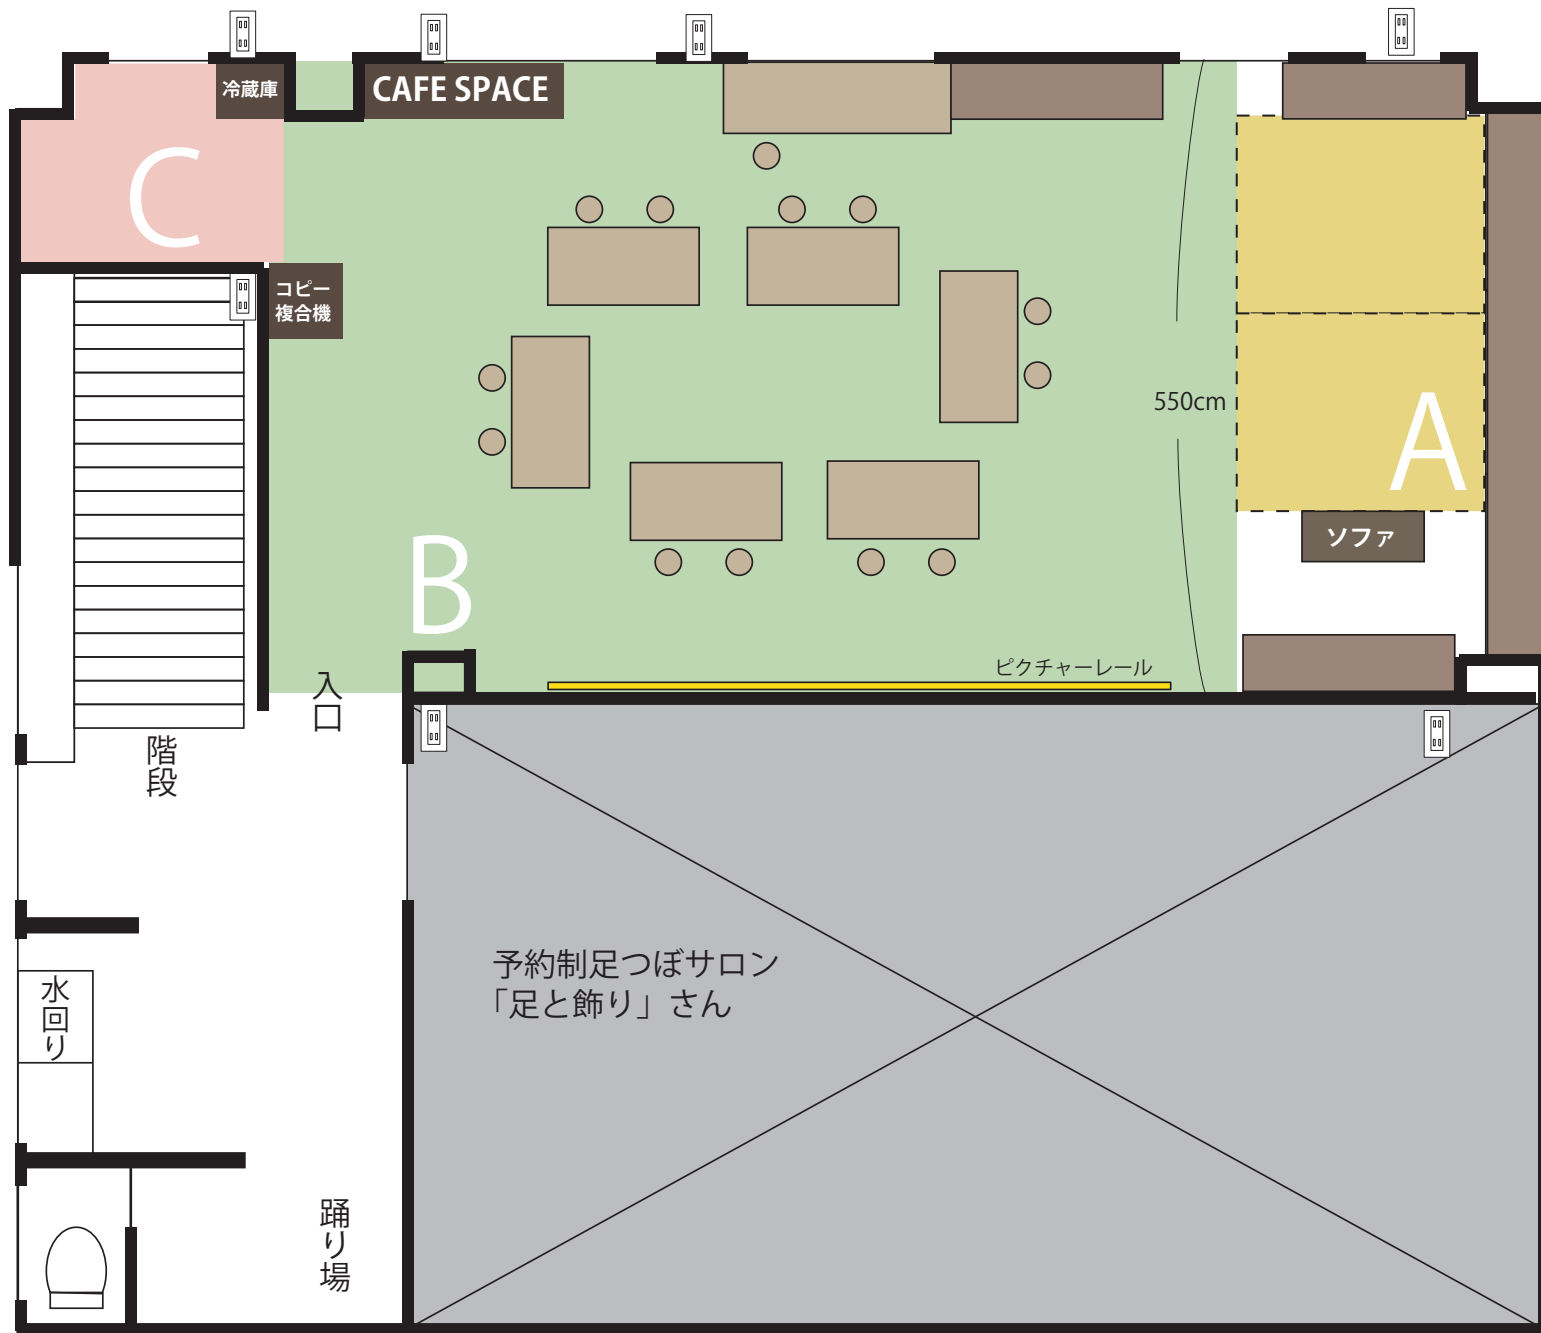 冷蔵庫
CAFE SPACE
C
コピー
複合機
550cm
A
ソファ
B
ピクチャーレール
入口
階段
予約制足つぼサロン
「足と飾り」さん
水回り
踊り場